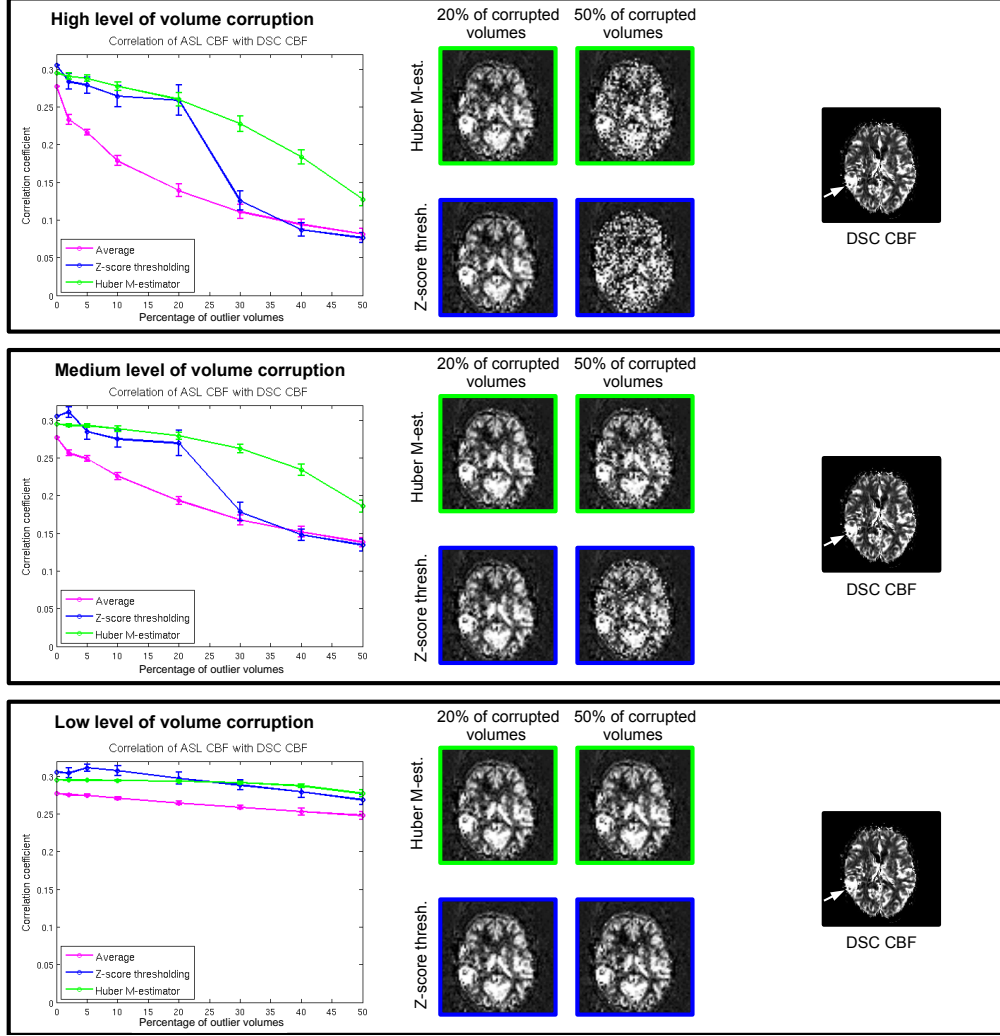 High level of volume corruption
Correlation of ASL CBF with DSC CBF
Correlation coefficient
0.3
0.25
0.2
0.15
0.1
0.05
0
0 5 10 15 20 25 30 35 40 45 50
Percentage of outlier volumes
Average
Z-score thresholding
Huber M-estimator
20% of corrupted
volumes
50% of corrupted
volumes
Huber M-est.
Z-score thresh.
DSC CBF
Medium level of volume corruption
Correlation of ASL CBF with DSC CBF
Correlation coefficient
0.3
0.25
0.2
0.15
0.1
0.05
0
0 5 10 15 20 25 30 35 40 45 50
Percentage of outlier volumes
Average
Z-score thresholding
Huber M-estimator
20% of corrupted
volumes
50% of corrupted
volumes
Huber M-est.
Z-score thresh.
DSC CBF
Low level of volume corruption
Correlation of ASL CBF with DSC CBF
Correlation coefficient
0.3
0.25
0.2
0.15
0.1
0.05
0
0 5 10 15 20 25 30 35 40 45 50
Percentage of outlier volumes
Average
Z-score thresholding
Huber M-estimator
20% of corrupted
volumes
50% of corrupted
volumes
Huber M-est.
Z-score thresh.
DSC CBF